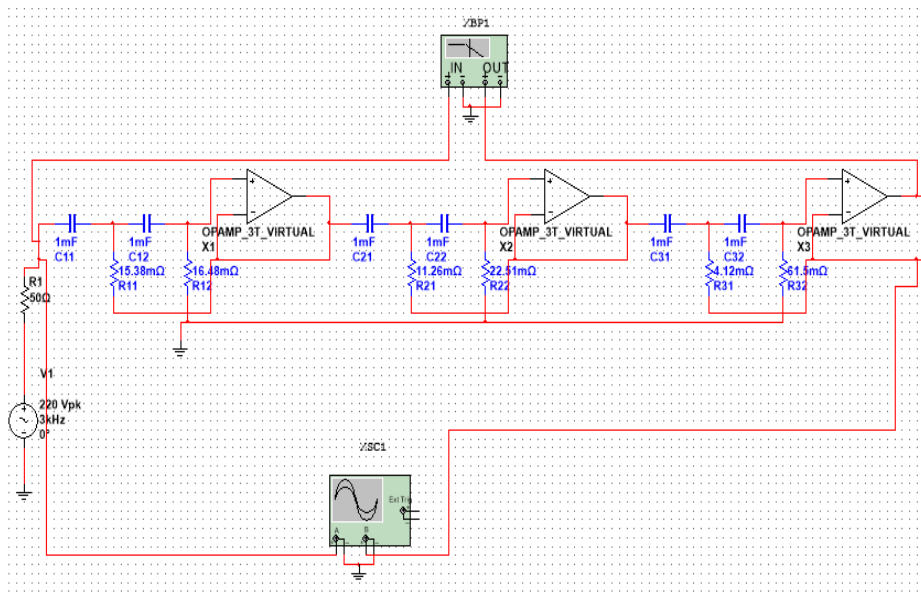 XBP1
IN OUT
OPAMP_3T_VIRTUAL
X1
OPAMP_3T_VIRTUAL
X2
OPAMP_3T_VIRTUAL
X3
1mF
C11
1mF
C12
1mF
C21
1mF
C22
1mF
C31
1mF
C32
15.38mΩ
R11
16.48mΩ
R12
11.26mΩ
R21
22.51mΩ
R22
4.12mΩ
R31
61.5mΩ
R32
R1
50Ω
V1
220 Vpk
3kHz
0°
XSC1
Ext Trig
A
B